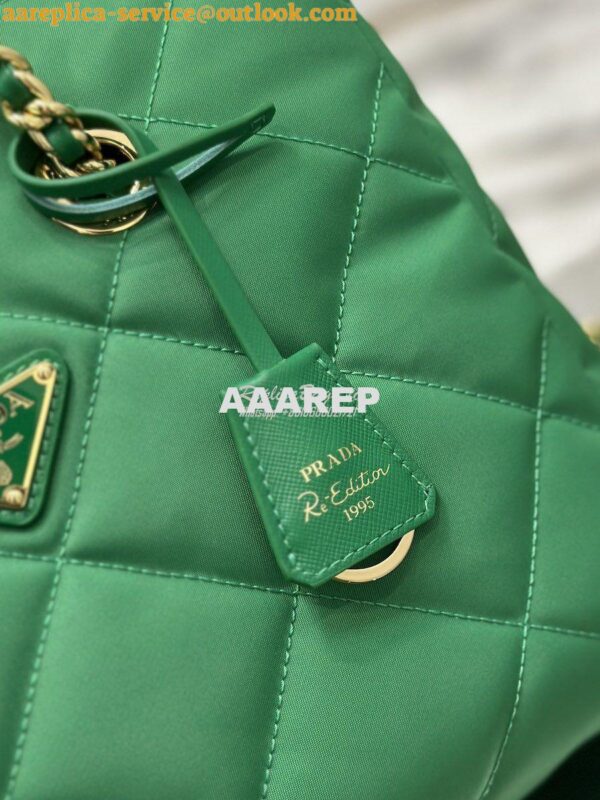 aareplica-service@outlook.com
AAAREP
PRADA
Re-Edition
1995